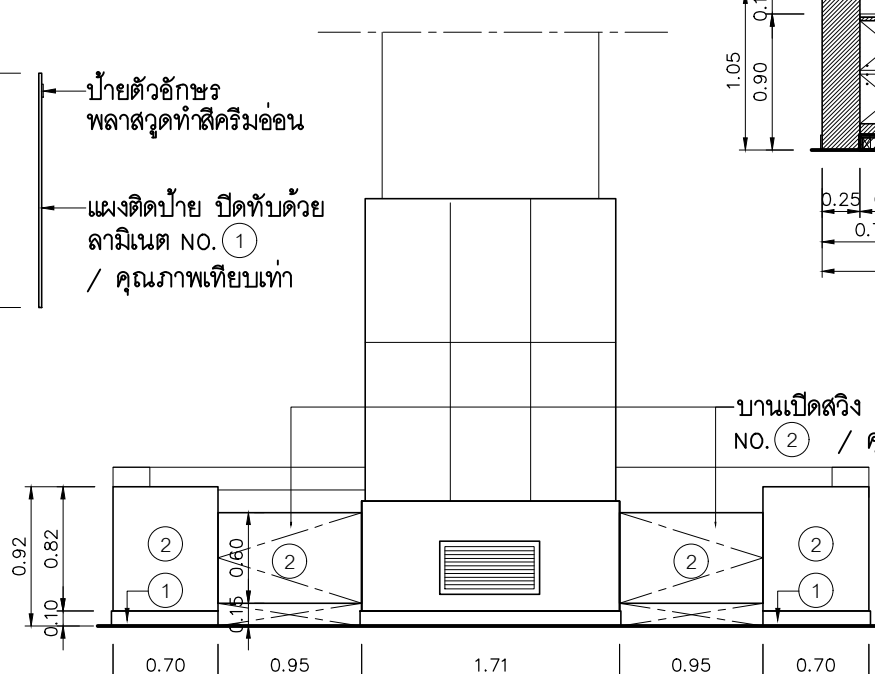 ป้ายตัวอักษร
พลาสวูดทำสีครีมอ่อน
แผงติดป้าย ปิดทับด้วย
ลามิเนต NO. 1
/ คุณภาพเทียบเท่า
1.05
0.90
0.25
บานเปิดสวิง
NO. 2 /
0.92
0.82
0.10
2
1
0.60
0.15
2
2
2
1
0.70 0.95 1.71 0.95 0.70